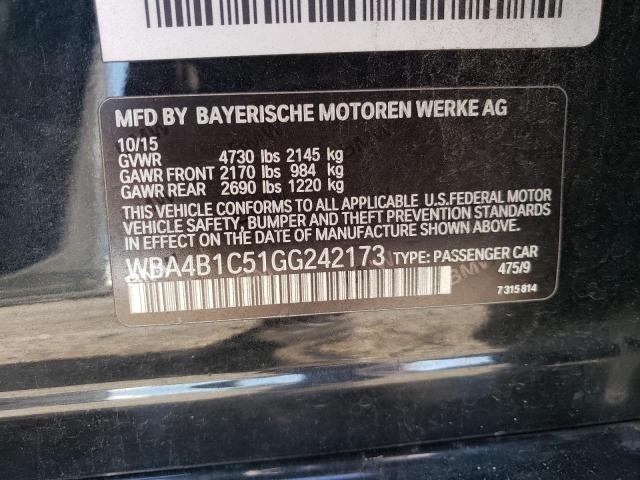 MFD BY BAYERISCHE MOTOREN WERKE AG
10/15
GVWR 4730 lbs 2145 kg
GAWR FRONT 2170 lbs 984 kg
GAWR REAR 2690 lbs 1220 kg
THIS VEHICLE CONFORMS TO ALL APPLICABLE U.S.FEDERAL MOTOR
VEHICLE SAFETY, BUMPER AND THEFT PREVENTION STANDARDS
IN EFFECT ON THE DATE OF MANUFACTURE SHOWN ABOVE.
WBA4B1C51GG242173 TYPE: PASSENGER CAR
475/9
7315814